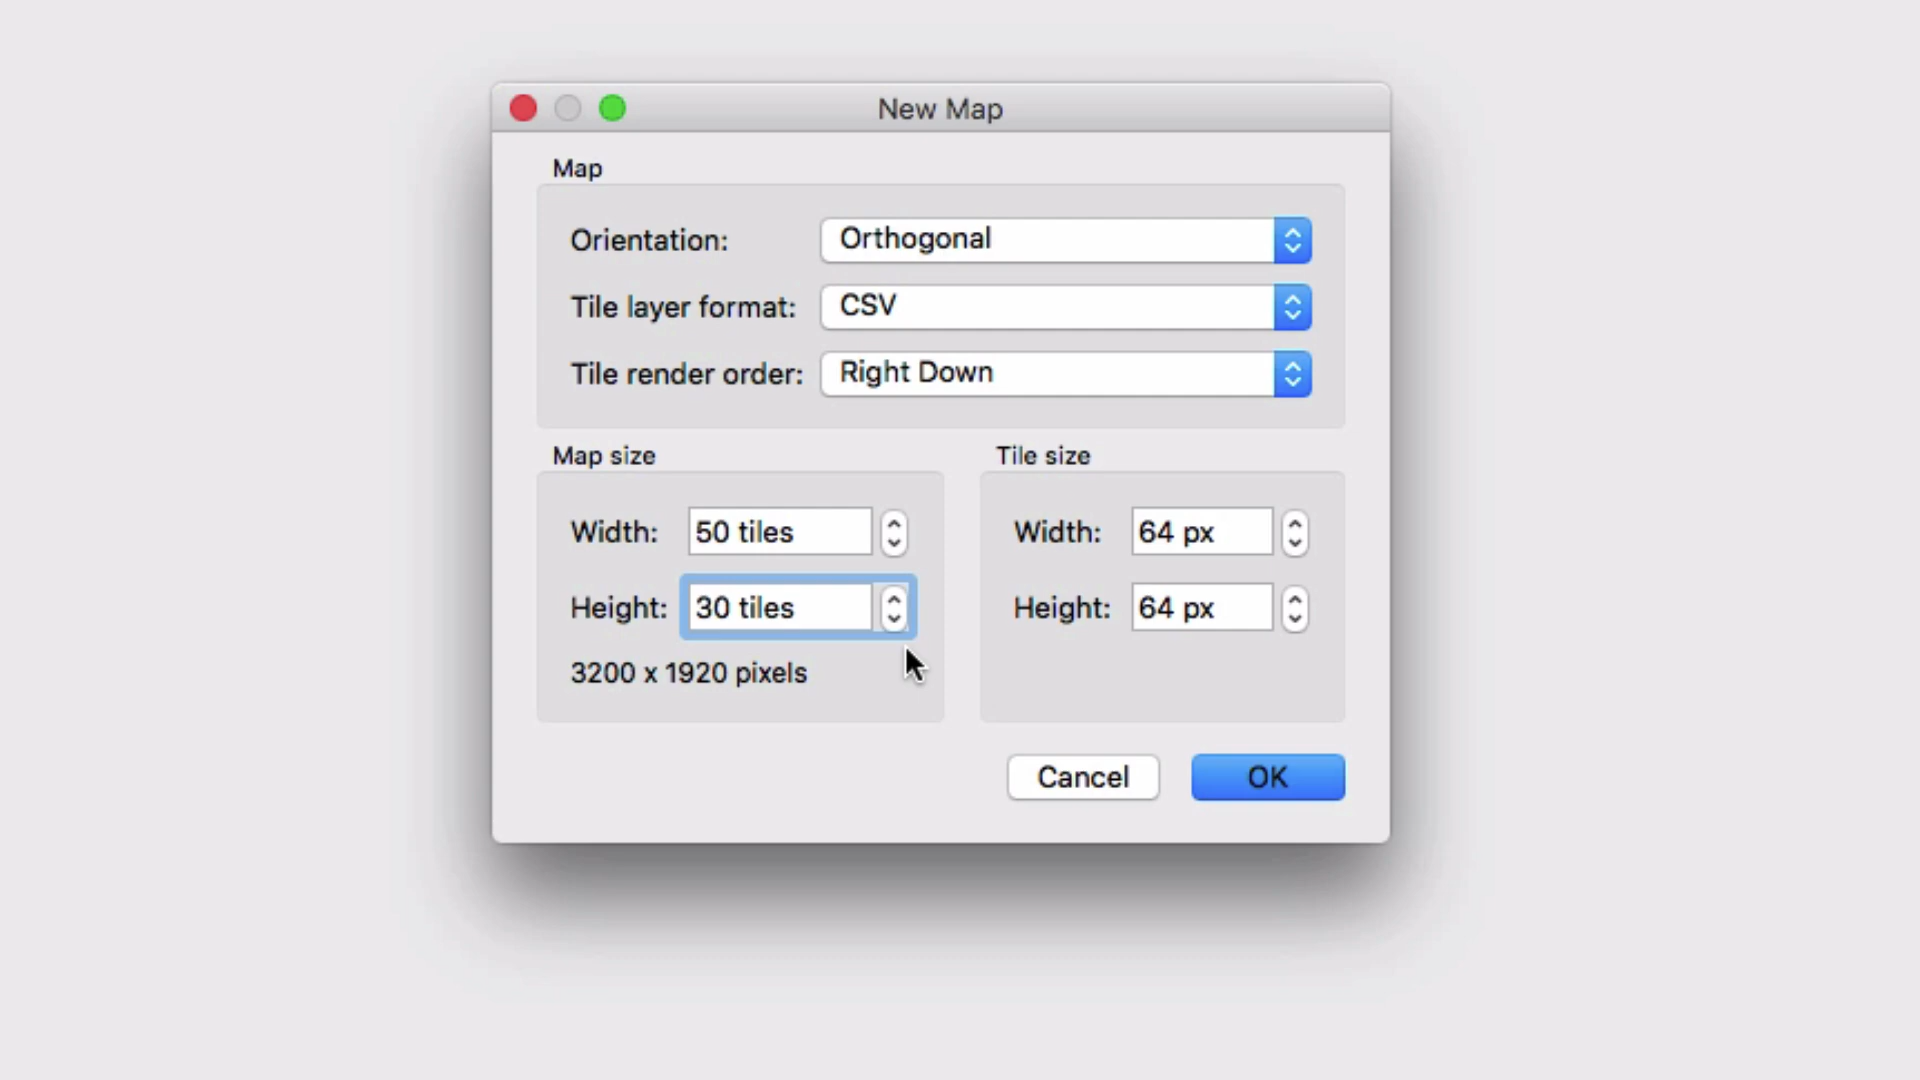 New Map
Map
Orientation: Orthogonal
Tile layer format: CSV
Tile render order: Right Down
Map size
Width: 50 tiles
Height: 30 tiles
3200 x 1920 pixels
Tile size
Width: 64 px
Height: 64 px
Cancel OK